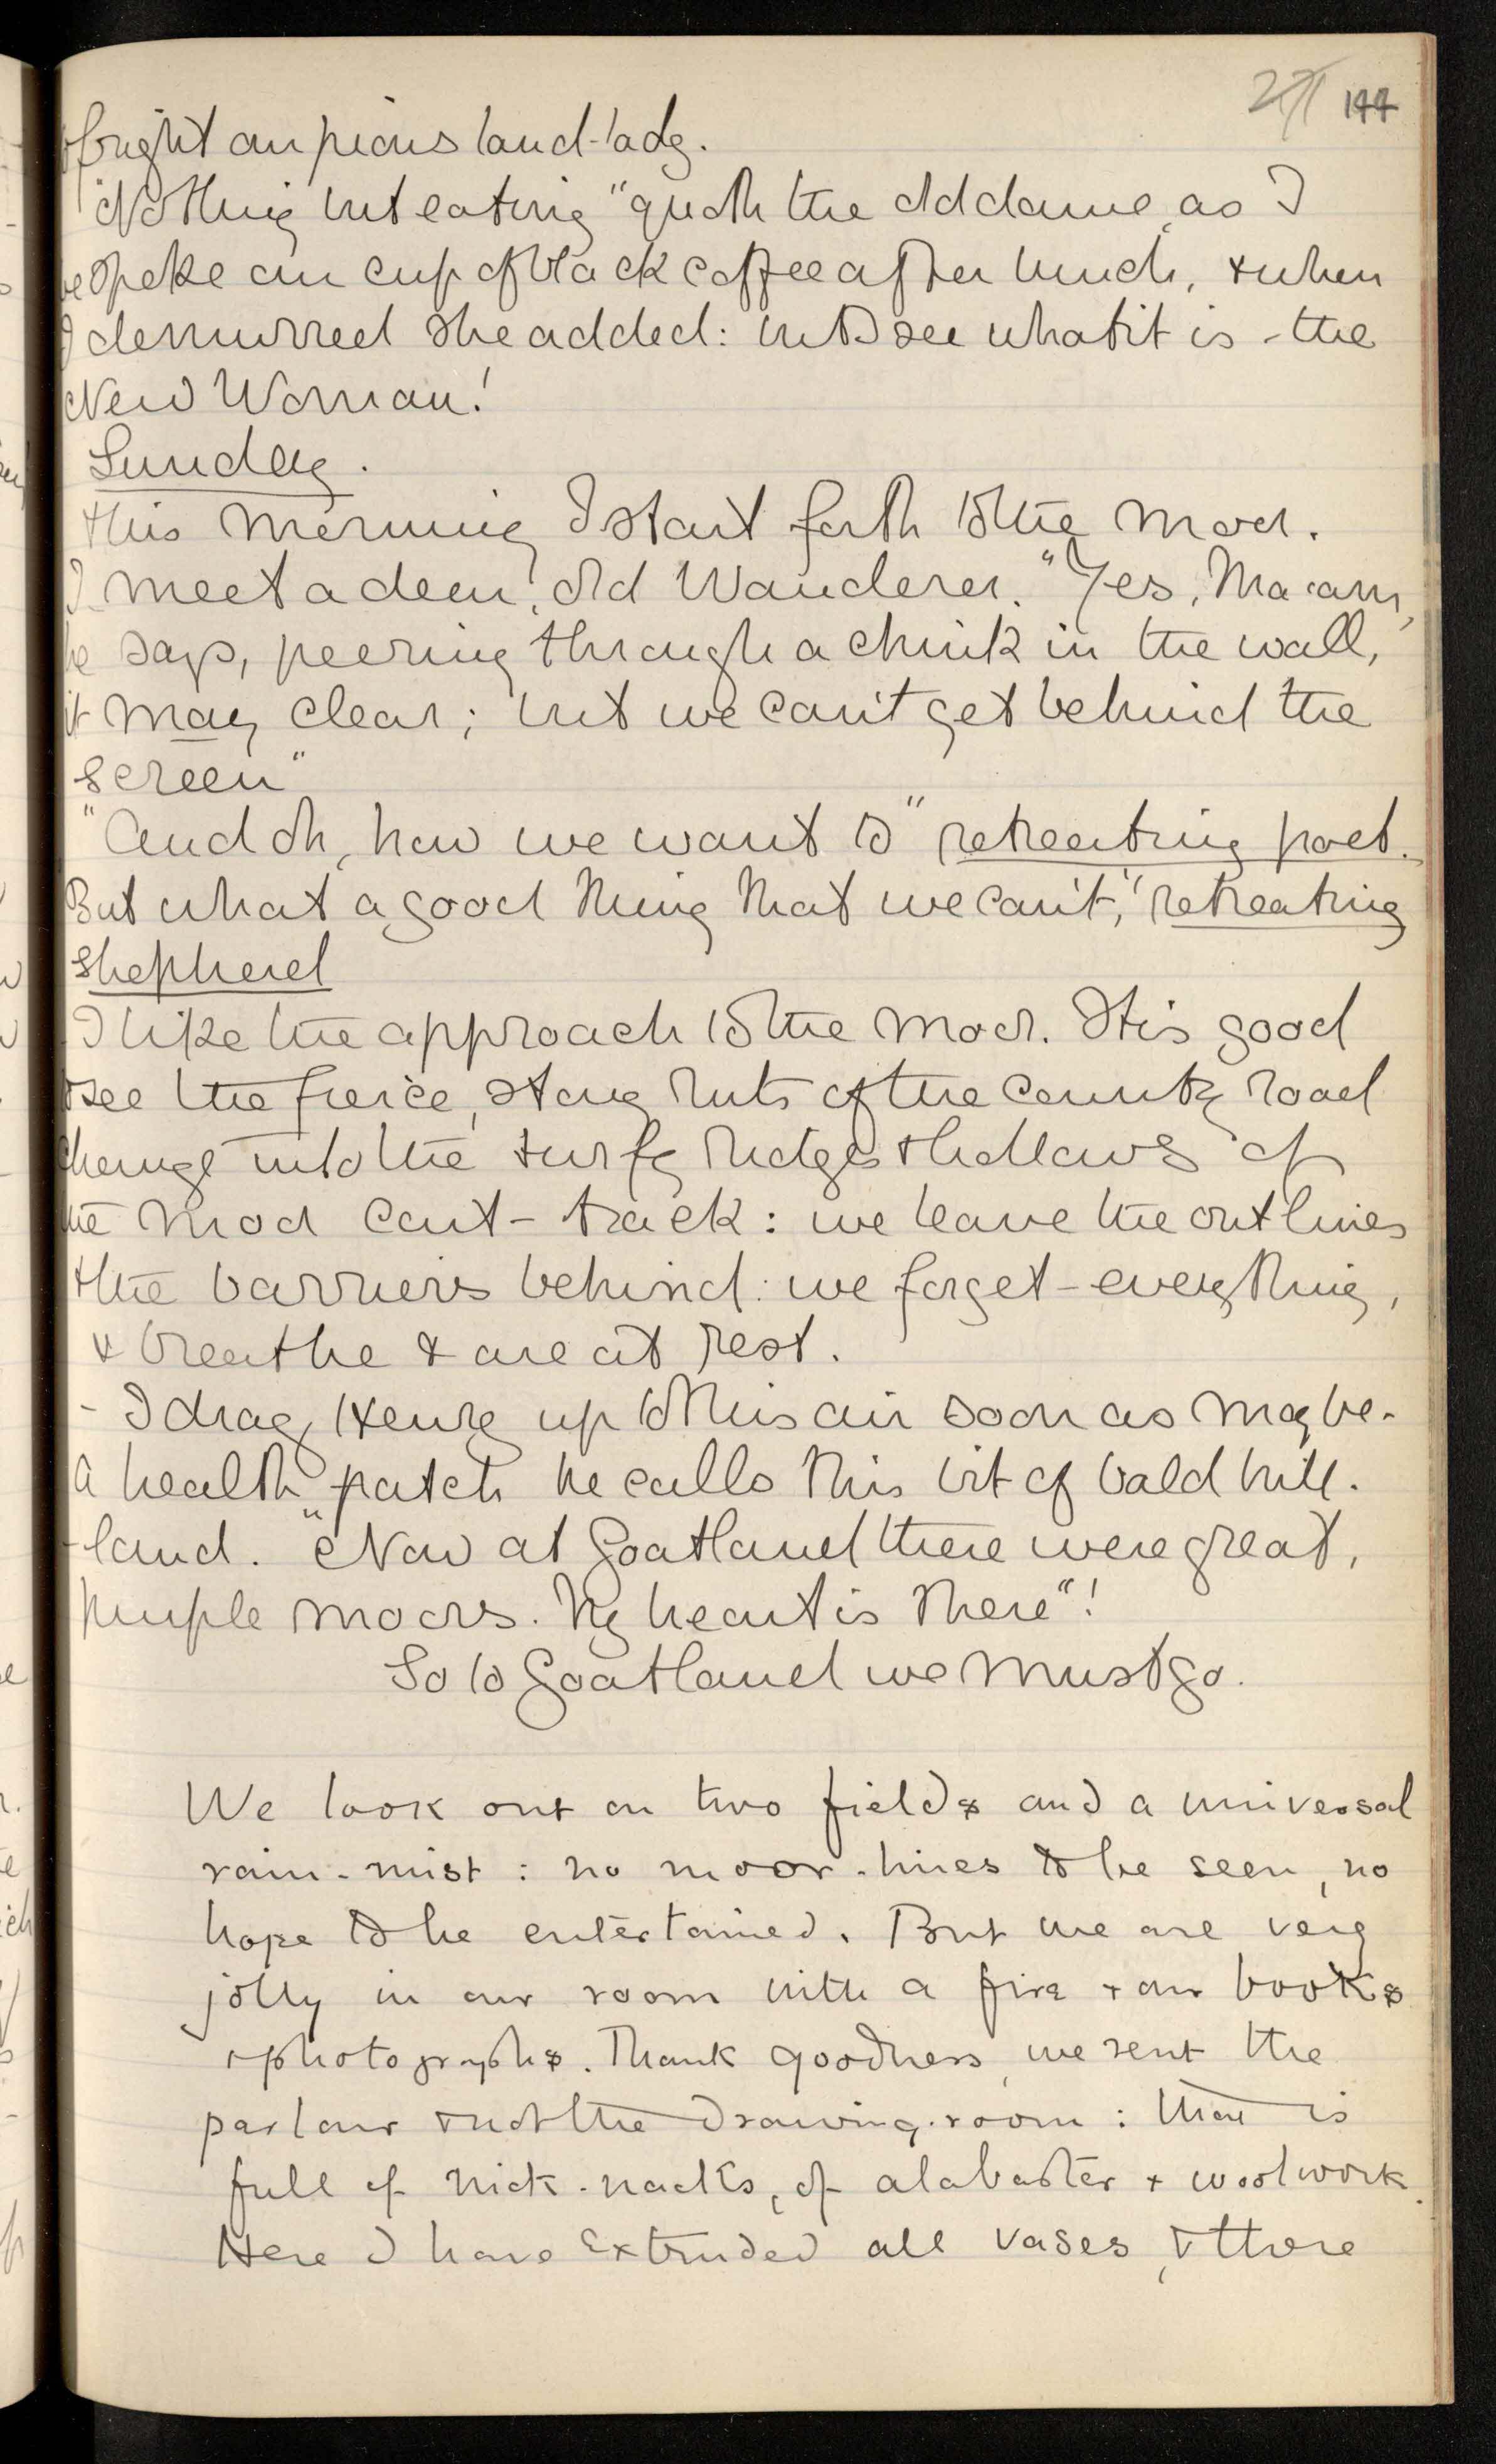 144
fright our pious land-lady.
"Nothing but eating" quoth the old dame, as I
bespoke our cup of black coffee after lunch, & when
I demurred she added: but I see what it is - the
New Woman!
Sunday.
This morning I start forth to the moor.
I meet a dear, old Wanderer. "Yes, Ma'am,
he says, peering through a chink in the wall,
it may clear; but we can't get behind the
screen"
"And oh, how we want to" retreating poet.
But what a good thing that we can't," retreating
shepherd
I like the approach to the moor. It is good
to see the fierce, stony ruts of the country road
change into the turfy ridges & hollows of
the moor cart-track: we leave the outlines
the barriers behind: we forget - everything,
& breathe & are at rest.
- I drag Henry up to this air soon as may be.
A health patch he calls this bit of bald hill-
land. "Now at Goathland there were great,
purple moors. My heart is there"!
So to Goathland we must go.
We look out on two fields and a universal
rain-mist: no moor-lines to be seen, no
hope to be entertained. But we are very
jolly in our room with a fire & our books
& photographs. Thank goodness, we rent the
parlour & not the drawing-room: that is
full of nick-nacks, of alabaster & woolwork.
Here I have extruded all vases, & there